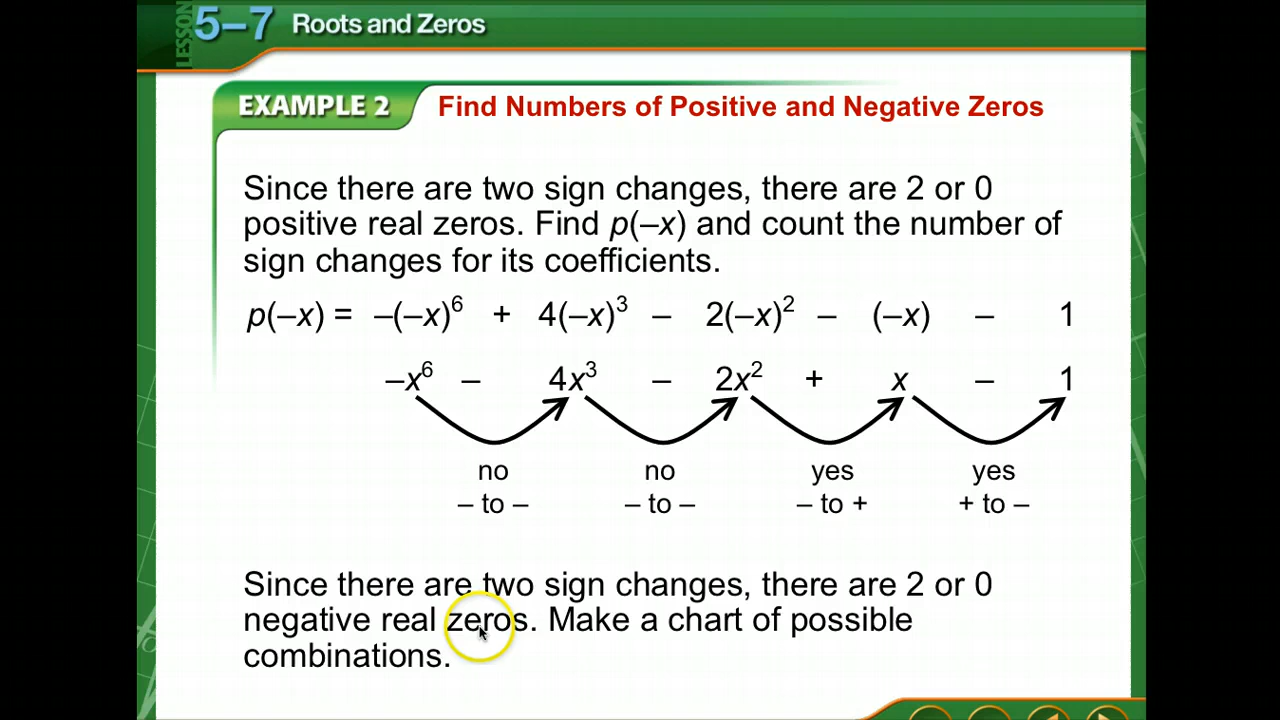 LESSON 5–7 Roots and Zeros
EXAMPLE 2 Find Numbers of Positive and Negative Zeros
Since there are two sign changes, there are 2 or 0
positive real zeros. Find p(–x) and count the number of
sign changes for its coefficients.
p(–x) = –(–x)⁶ + 4(–x)³ – 2(–x)² – (–x) – 1
–x⁶ – 4x³ – 2x² + x – 1
no no yes yes
– to – – to – – to + + to –
Since there are two sign changes, there are 2 or 0
negative real zeros. Make a chart of possible
combinations.